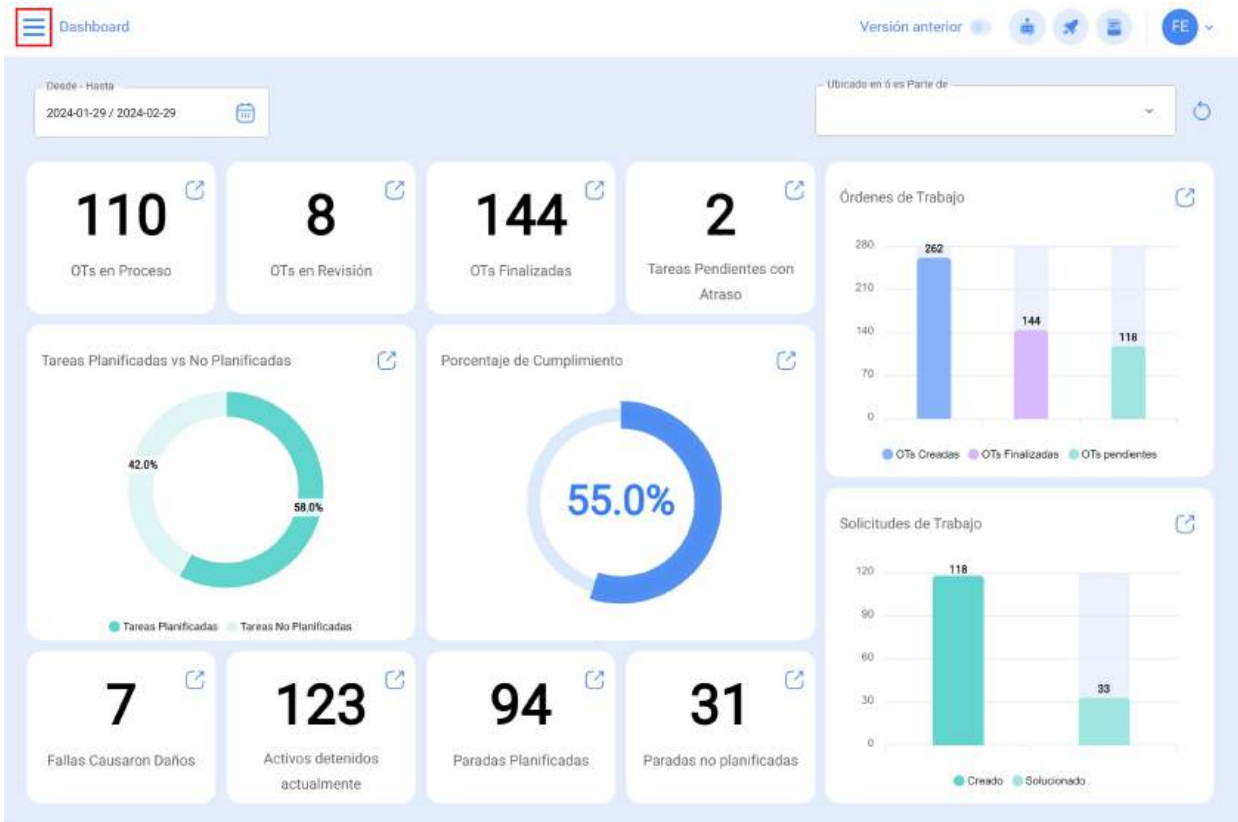 Dashboard
Versión anterior
FE
Desde - Hasta
2024-01-29 / 2024-02-29
Ubicado en ó es Parte de
110
OTs en Proceso
8
OTs en Revisión
144
OTs Finalizadas
2
Tareas Pendientes con
Atraso
Órdenes de Trabajo
280
210
140
70
0
262
144
118
OTs Creadas OTs Finalizadas OTs pendientes
Tareas Planificadas vs No Planificadas
42.0%
58.0%
Tareas Planificadas Tareas No Planificadas
Porcentaje de Cumplimiento
55.0%
Solicitudes de Trabajo
120
90
60
30
0
118
33
Creado Solucionado
7
Fallas Causaron Daños
123
Activos detenidos
actualmente
94
Paradas Planificadas
31
Paradas no planificadas